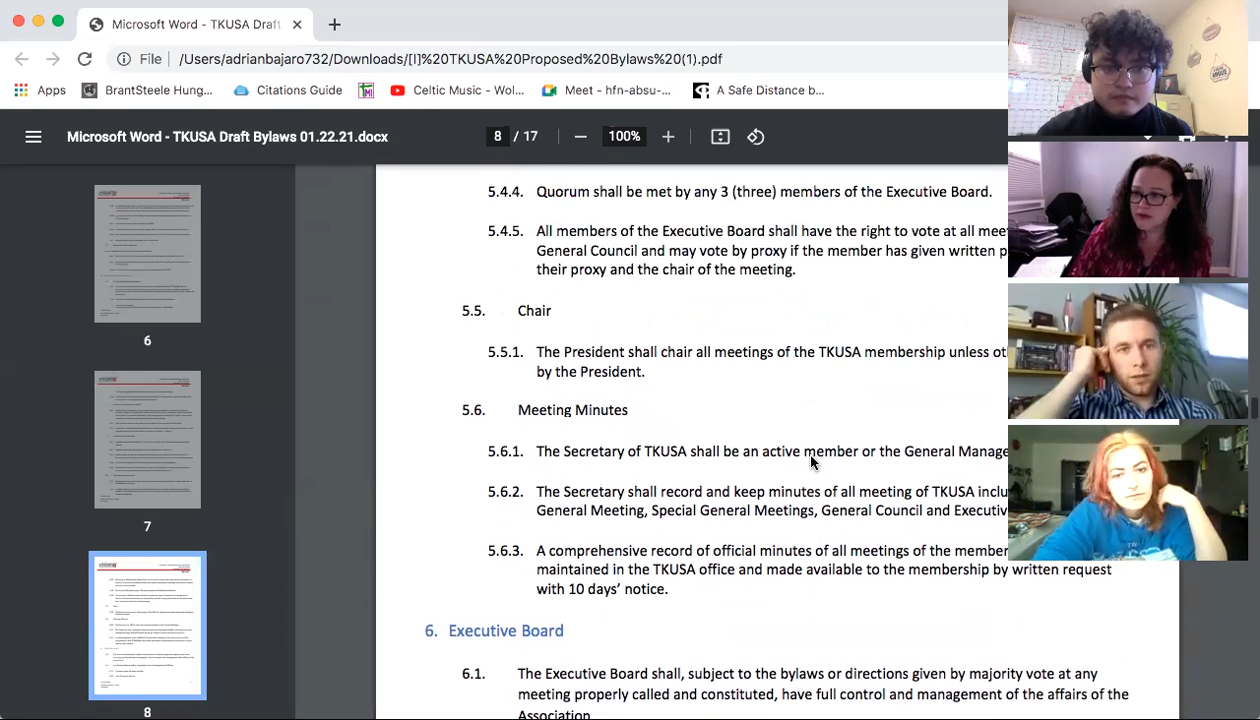 Microsoft Word - TKUSA Draft
File
/Users/adrianbajaro732/Downloads/[I]%20TKUSA%20Proposed%20Bylaws%20(1).pdf
Apps
BrantSteele Hung...
Citations Guide
Celtic Music - Wol...
Meet - hfn-absu-...
A Safe Distance b...
Microsoft Word - TKUSA Draft Bylaws 01.22.21.docx
8 / 17
100%
6
7
8
5.4.4. Quorum shall be met by any 3 (three) members of the Executive Board.
5.4.5. All members of the Executive Board shall have the right to vote at all mee
General Council and may vote by proxy if the member has given written p
their proxy and the chair of the meeting.
5.5. Chair
5.5.1. The President shall chair all meetings of the TKUSA membership unless ot
by the President.
5.6. Meeting Minutes
5.6.1. The Secretary of TKUSA shall be an active member or the General Manage
5.6.2. The Secretary shall record and keep minutes of all meeting of TKUSA inclu
General Meeting, Special General Meetings, General Council and Executiv
5.6.3. A comprehensive record of official minutes of all meetings of the member
maintained in the TKUSA office and made available to the membership by written request
with 10 days’ notice.
6. Executive Board
6.1. The Executive Board shall, subject to the bylaws or directions given by majority vote at any
meeting properly called and constituted, have full control and management of the affairs of the
Association.